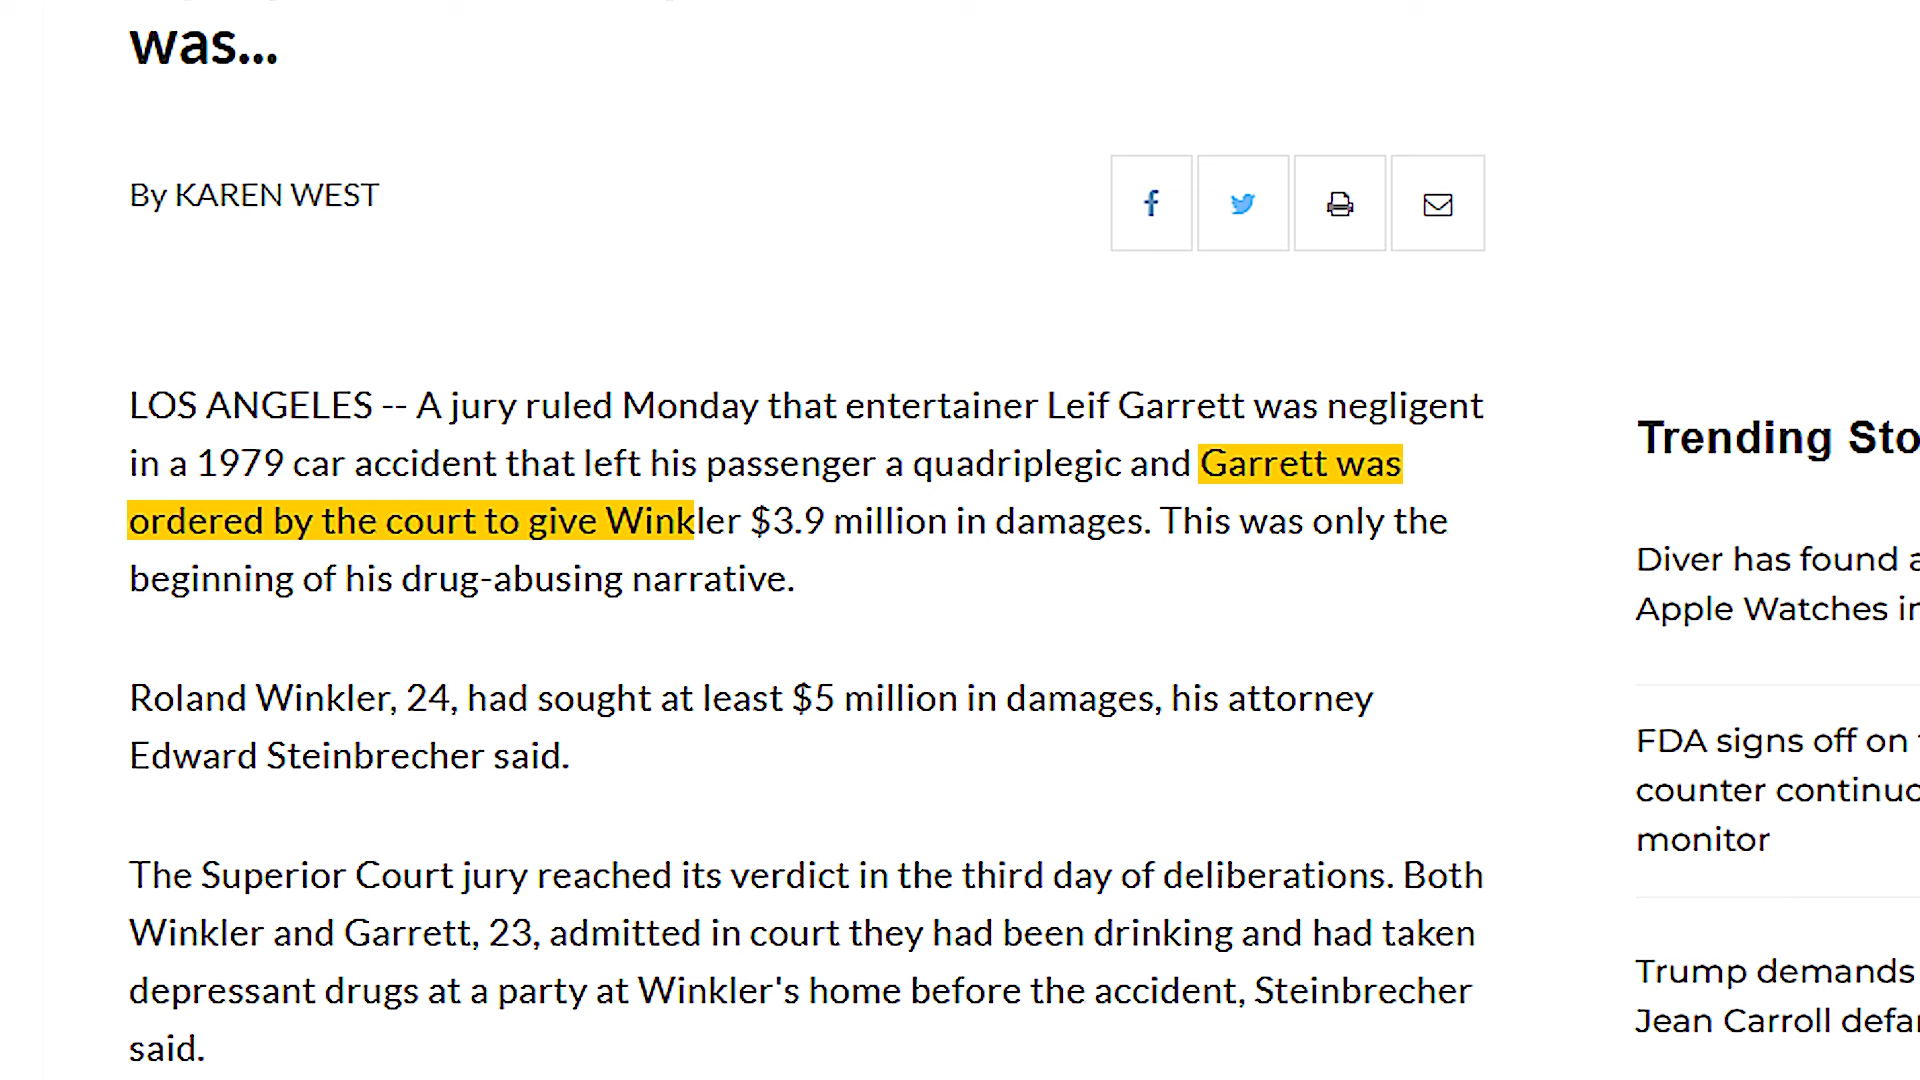 was...
By KAREN WEST
LOS ANGELES -- A jury ruled Monday that entertainer Leif Garrett was negligent
in a 1979 car accident that left his passenger a quadriplegic and Garrett was
ordered by the court to give Winkler $3.9 million in damages. This was only the
beginning of his drug-abusing narrative.
Roland Winkler, 24, had sought at least $5 million in damages, his attorney
Edward Steinbrecher said.
The Superior Court jury reached its verdict in the third day of deliberations. Both
Winkler and Garrett, 23, admitted in court they had been drinking and had taken
depressant drugs at a party at Winkler's home before the accident, Steinbrecher
said.
Trending Sto
Diver has found
Apple Watches in
FDA signs off on
counter continuo
monitor
Trump demands
Jean Carroll defa